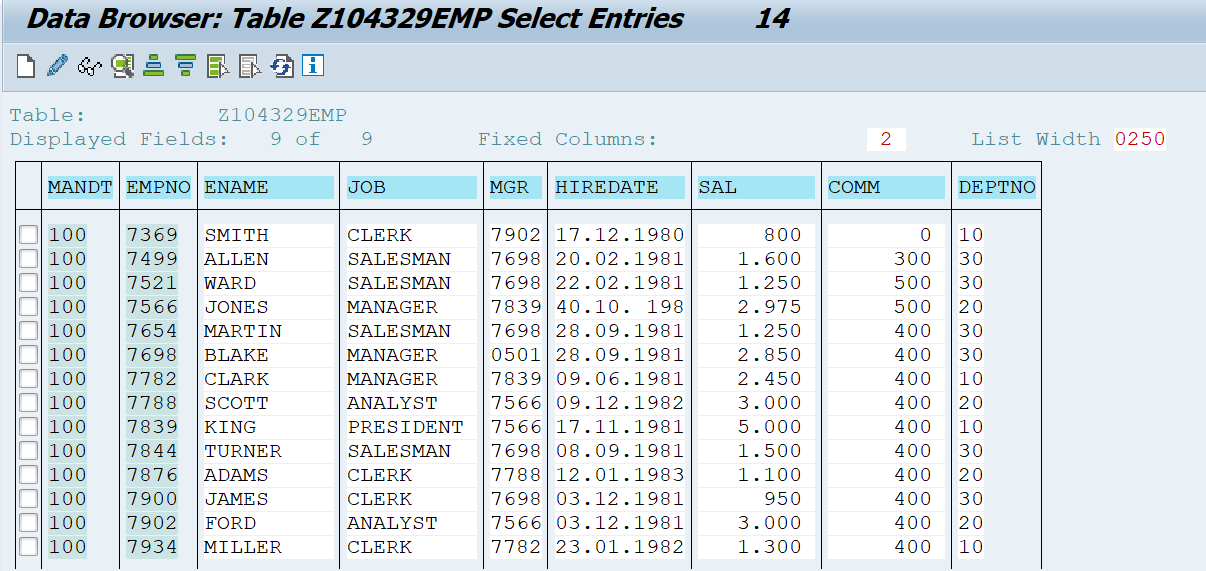 Data Browser: Table Z104329EMP Select Entries 14
Table: Z104329EMP
Displayed Fields: 9 of 9 Fixed Columns: 2 List Width 0250
MANDT EMPNO ENAME JOB MGR HIREDATE SAL COMM DEPTNO
100 7369 SMITH CLERK 7902 17.12.1980 800 0 10
100 7499 ALLEN SALESMAN 7698 20.02.1981 1.600 300 30
100 7521 WARD SALESMAN 7698 22.02.1981 1.250 500 30
100 7566 JONES MANAGER 7839 40.10. 198 2.975 500 20
100 7654 MARTIN SALESMAN 7698 28.09.1981 1.250 400 30
100 7698 BLAKE MANAGER 0501 28.09.1981 2.850 400 30
100 7782 CLARK MANAGER 7839 09.06.1981 2.450 400 10
100 7788 SCOTT ANALYST 7566 09.12.1982 3.000 400 20
100 7839 KING PRESIDENT 7566 17.11.1981 5.000 400 10
100 7844 TURNER SALESMAN 7698 08.09.1981 1.500 400 30
100 7876 ADAMS CLERK 7788 12.01.1983 1.100 400 20
100 7900 JAMES CLERK 7698 03.12.1981 950 400 30
100 7902 FORD ANALYST 7566 03.12.1981 3.000 400 20
100 7934 MILLER CLERK 7782 23.01.1982 1.300 400 10